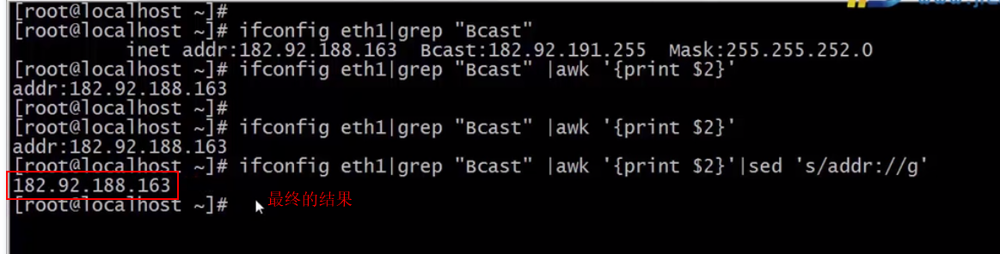 [root@localhost ~]#
[root@localhost ~]# ifconfig eth1|grep "Bcast"
inet addr:182.92.188.163  Bcast:182.92.191.255  Mask:255.255.252.0
[root@localhost ~]# ifconfig eth1|grep "Bcast" |awk '{print $2}'
addr:182.92.188.163
[root@localhost ~]#
[root@localhost ~]# ifconfig eth1|grep "Bcast" |awk '{print $2}'
addr:182.92.188.163
[root@localhost ~]# ifconfig eth1|grep "Bcast" |awk '{print $2}'|sed 's/addr://g'
182.92.188.163
[root@localhost ~]# 最终的结果